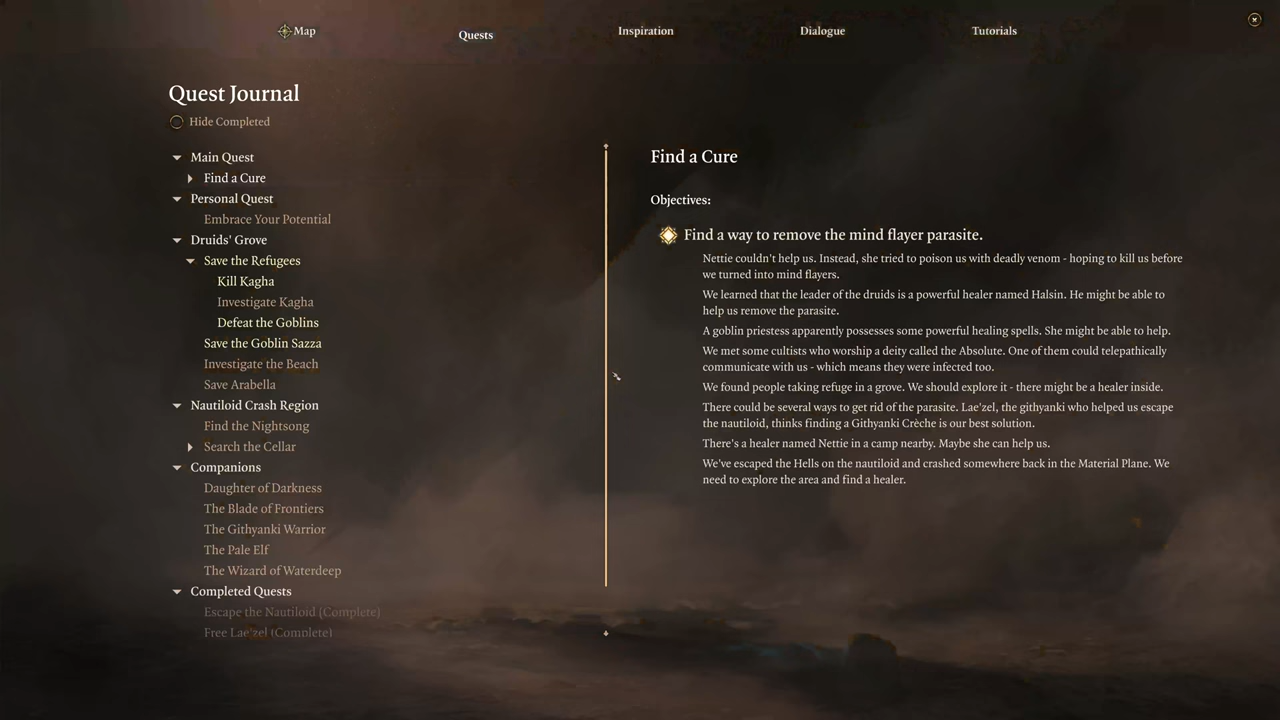 Map
Quests
Inspiration
Dialogue
Tutorials
Quest Journal
Hide Completed
Main Quest
Find a Cure
Personal Quest
Embrace Your Potential
Druids' Grove
Save the Refugees
Kill Kagha
Investigate Kagha
Defeat the Goblins
Save the Goblin Sazza
Investigate the Beach
Save Arabella
Nautiloid Crash Region
Find the Nightsong
Search the Cellar
Companions
Daughter of Darkness
The Blade of Frontiers
The Githyanki Warrior
The Pale Elf
The Wizard of Waterdeep
Completed Quests
Escape the Nautiloid (Complete)
Free Lae'zel (Complete)
Find a Cure
Objectives:
Find a way to remove the mind flayer parasite.
Nettie couldn't help us. Instead, she tried to poison us with deadly venom - hoping to kill us before
we turned into mind flayers.
We learned that the leader of the druids is a powerful healer named Halsin. He might be able to
help us remove the parasite.
A goblin priestess apparently possesses some powerful healing spells. She might be able to help.
We met some cultists who worship a deity called the Absolute. One of them could telepathically
communicate with us - which means they were infected too.
We found people taking refuge in a grove. We should explore it - there might be a healer inside.
There could be several ways to get rid of the parasite. Lae'zel, the githyanki who helped us escape
the nautiloid, thinks finding a Githyanki Crèche is our best solution.
There's a healer named Nettie in a camp nearby. Maybe she can help us.
We've escaped the Hells on the nautiloid and crashed somewhere back in the Material Plane. We
need to explore the area and find a healer.